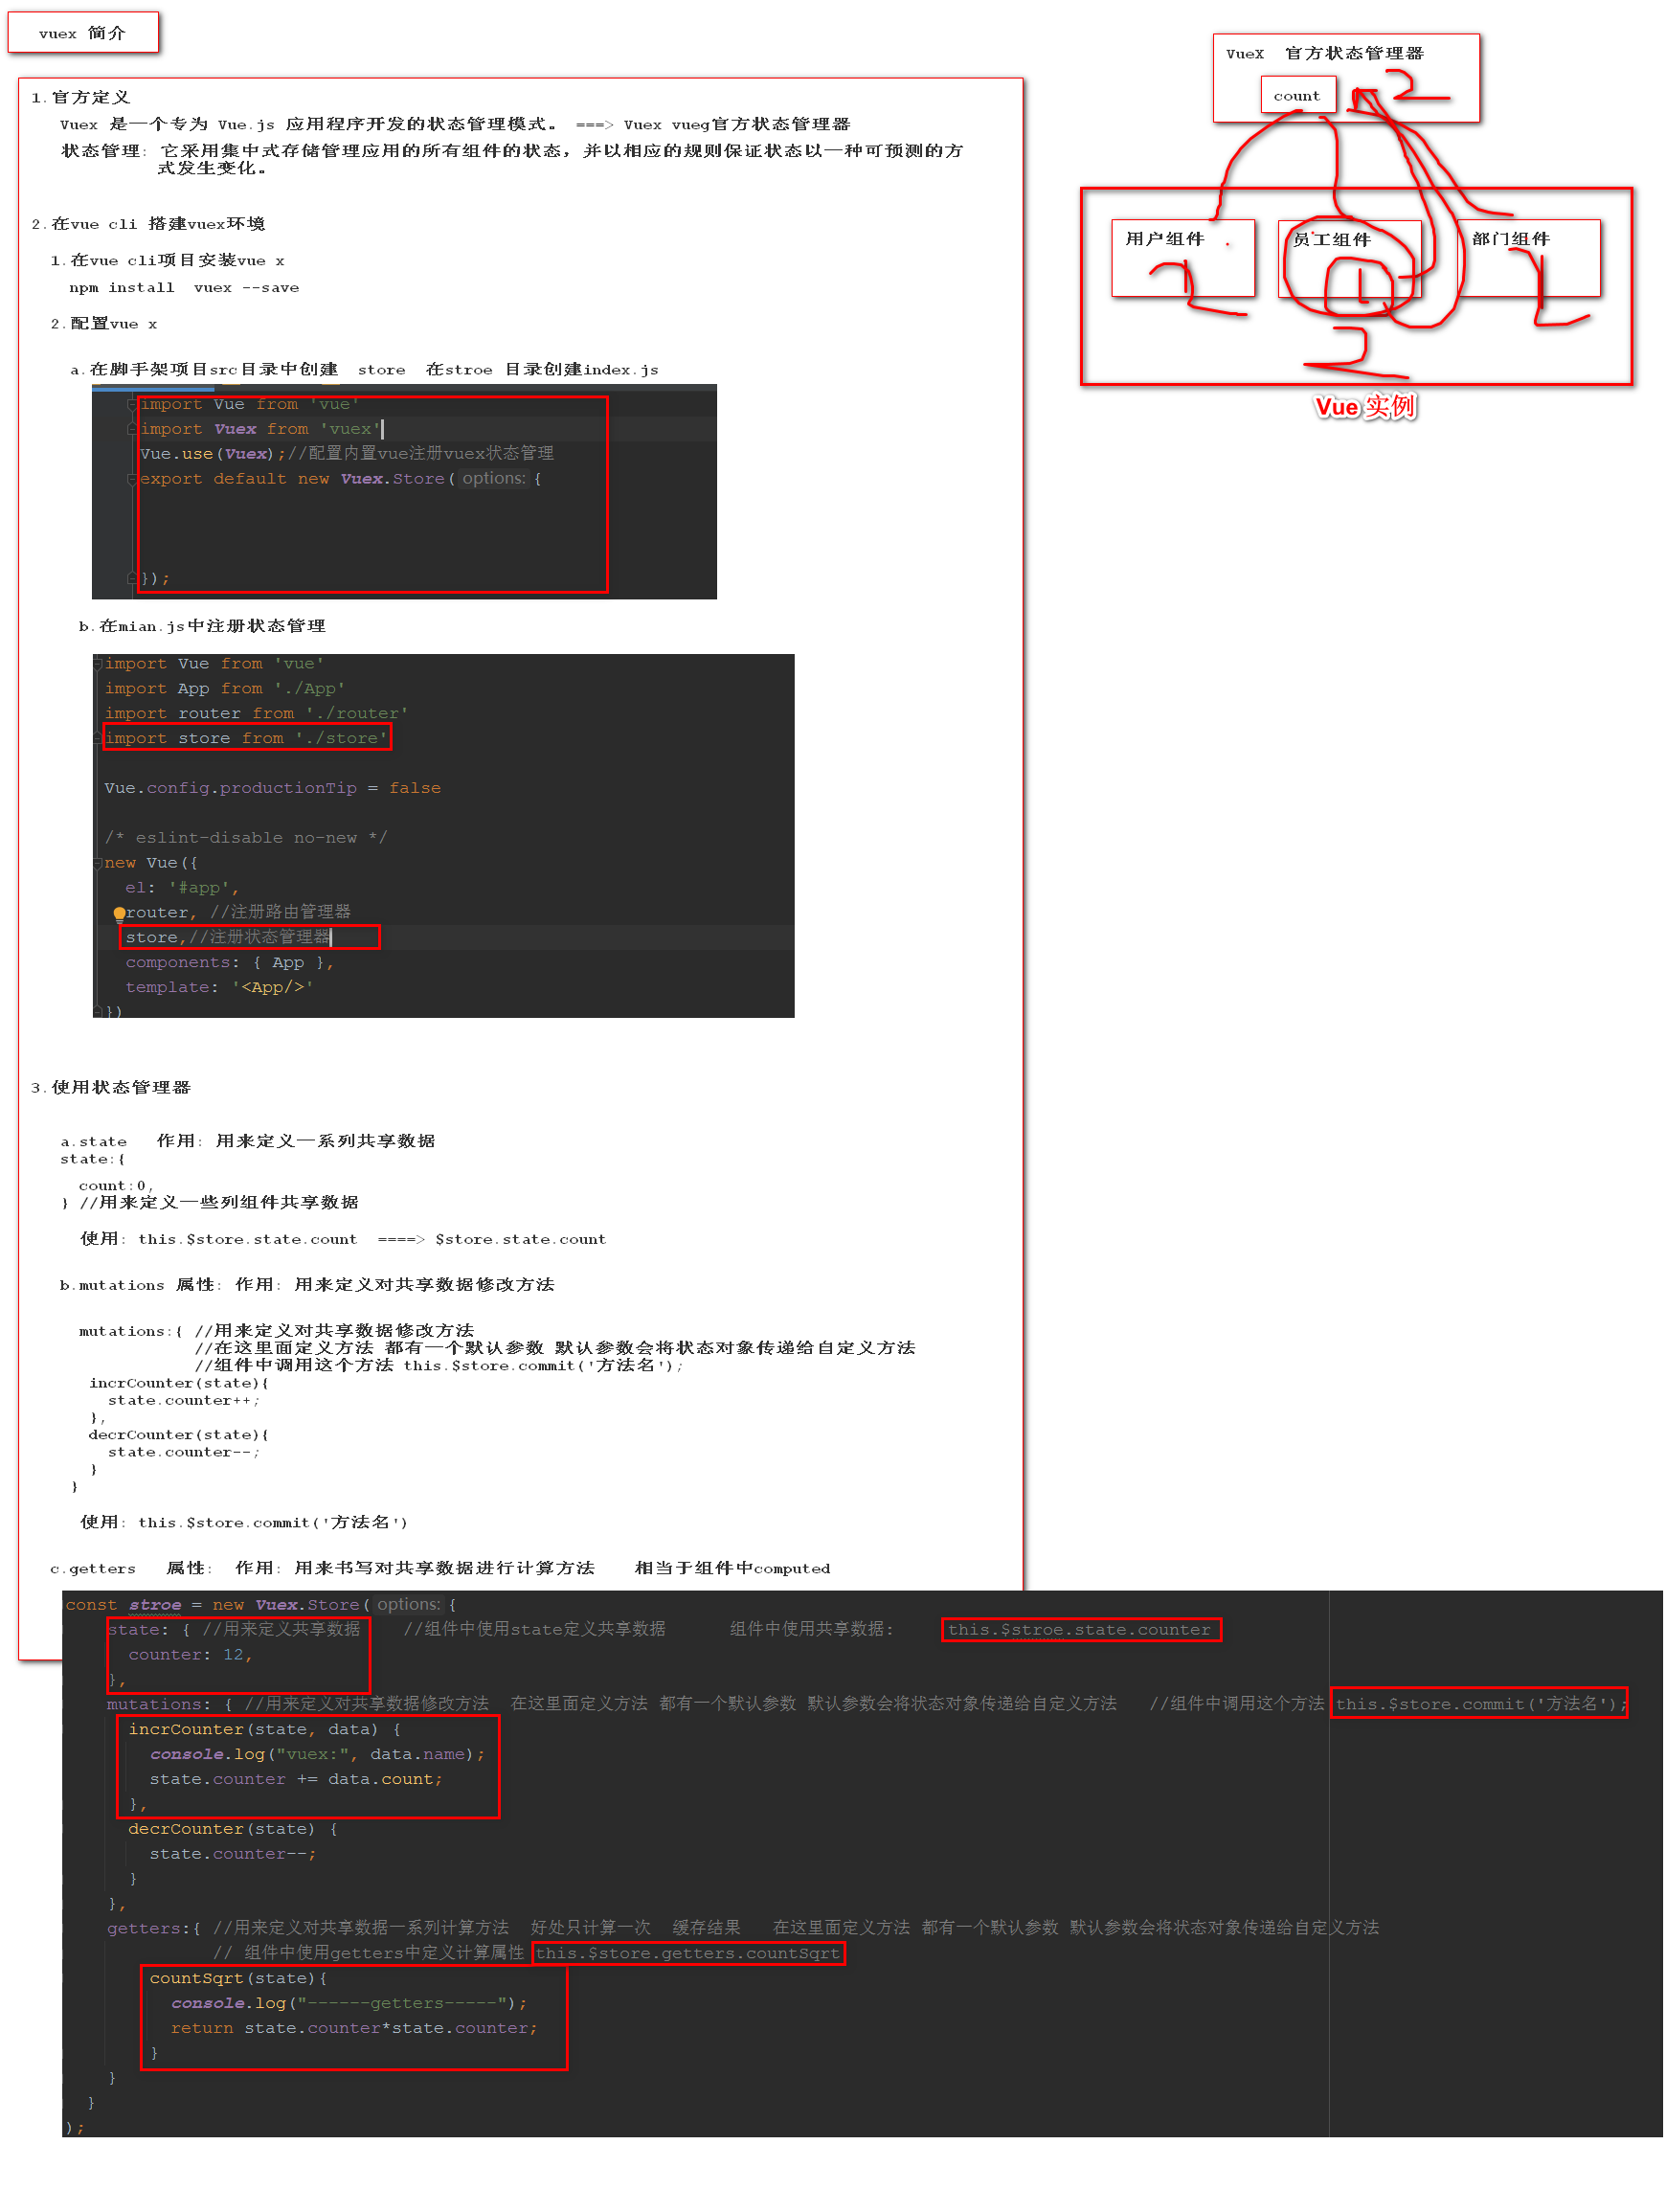 vuex 简介
1.官方定义
Vuex 是一个专为 Vue.js 应用程序开发的状态管理模式。 ===> Vuex vueg官方状态管理器
状态管理: 它采用集中式存储管理应用的所有组件的状态，并以相应的规则保证状态以一种可预测的方
式发生变化。
2.在vue cli 搭建vuex环境
1.在vue cli项目安装vue x
npm install vuex --save
2.配置vue x
a.在脚手架项目src目录中创建 store 在stroe 目录创建index.js
import Vue from 'vue'
import Vuex from 'vuex'
Vue.use(Vuex);//配置内置vue注册vuex状态管理
export default new Vuex.Store( options: {
});
b.在mian.js中注册状态管理
import Vue from 'vue'
import App from './App'
import router from './router'
import store from './store'
Vue.config.productionTip = false
/* eslint-disable no-new */
new Vue({
el: '#app',
router, //注册路由管理器
store,//注册状态管理器
components: { App },
template: '<App/>'
})
3.使用状态管理器
a.state 作用: 用来定义一系列共享数据
state:{
count:0,
} //用来定义一些列组件共享数据
使用: this.$store.state.count ====> $store.state.count
b.mutations 属性: 作用: 用来定义对共享数据修改方法
mutations:{ //用来定义对共享数据修改方法
//在这里面定义方法 都有一个默认参数 默认参数会将状态对象传递给自定义方法
//组件中调用这个方法 this.$store.commit('方法名');
incrCounter(state){
state.counter++;
},
decrCounter(state){
state.counter--;
}
}
使用: this.$store.commit('方法名')
c.getters 属性: 作用: 用来书写对共享数据进行计算方法 相当于组件中computed
const stroe = new Vuex.Store( options: {
state: { //用来定义共享数据 //组件中使用state定义共享数据 组件中使用共享数据: this.$stroe.state.counter
counter: 12,
},
mutations: { //用来定义对共享数据修改方法 在这里面定义方法 都有一个默认参数 默认参数会将状态对象传递给自定义方法 //组件中调用这个方法 this.$store.commit('方法名');
incrCounter(state, data) {
console.log("vuex:", data.name);
state.counter += data.count;
},
decrCounter(state) {
state.counter--;
}
},
getters:{ //用来定义对共享数据一系列计算方法 好处只计算一次 缓存结果 在这里面定义方法 都有一个默认参数 默认参数会将状态对象传递给自定义方法
// 组件中使用getters中定义计算属性 this.$store.getters.countSqrt
countSqrt(state){
console.log("------getters-----");
return state.counter*state.counter;
}
}
}
);
VueX 官方状态管理器
count
2
用户组件
员工组件
部门组件
Vue 实例